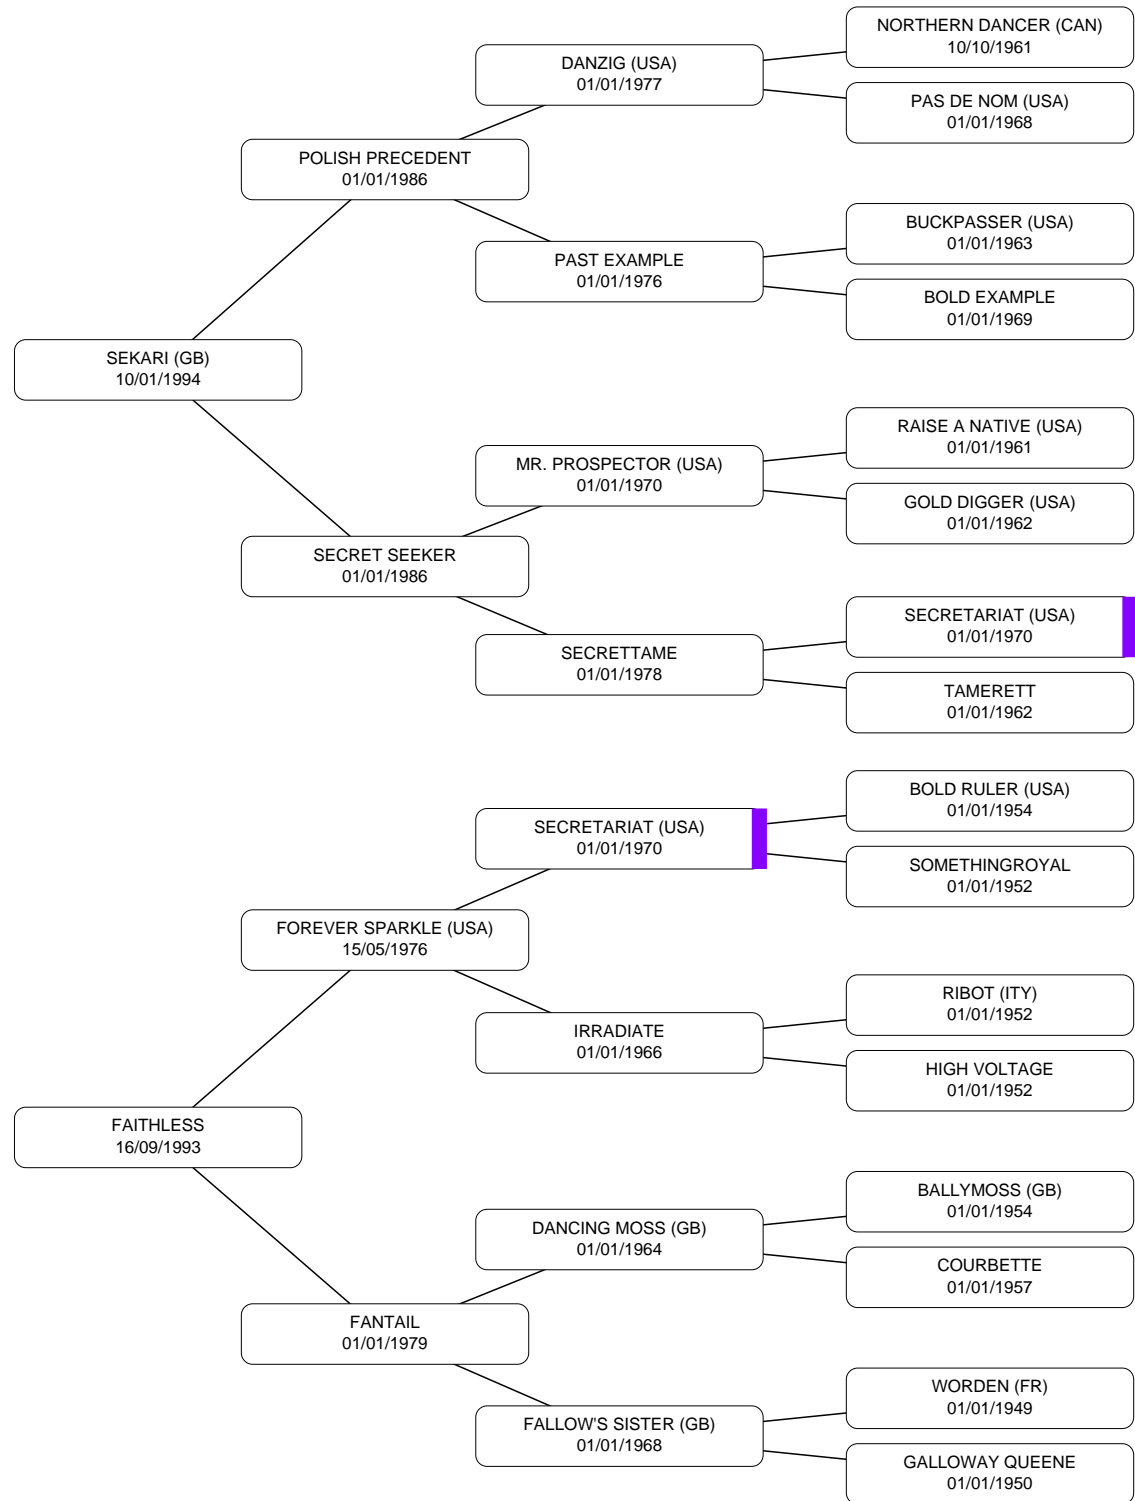 NORTHERN DANCER (CAN)
10/10/1961
DANZIG (USA)
01/01/1977
PAS DE NOM (USA)
01/01/1968
POLISH PRECEDENT
01/01/1986
BUCKPASSER (USA)
01/01/1963
PAST EXAMPLE
01/01/1976
BOLD EXAMPLE
01/01/1969
SEKARI (GB)
10/01/1994
RAISE A NATIVE (USA)
01/01/1961
MR. PROSPECTOR (USA)
01/01/1970
GOLD DIGGER (USA)
01/01/1962
SECRET SEEKER
01/01/1986
SECRETARIAT (USA)
01/01/1970
SECRETTAME
01/01/1978
TAMERETT
01/01/1962
BOLD RULER (USA)
01/01/1954
SECRETARIAT (USA)
01/01/1970
SOMETHINGROYAL
01/01/1952
FOREVER SPARKLE (USA)
15/05/1976
RIBOT (ITY)
01/01/1952
IRRADIATE
01/01/1966
HIGH VOLTAGE
01/01/1952
FAITHLESS
16/09/1993
BALLYMOSS (GB)
01/01/1954
DANCING MOSS (GB)
01/01/1964
COURBETTE
01/01/1957
FANTAIL
01/01/1979
WORDEN (FR)
01/01/1949
FALLOW'S SISTER (GB)
01/01/1968
GALLOWAY QUEENE
01/01/1950